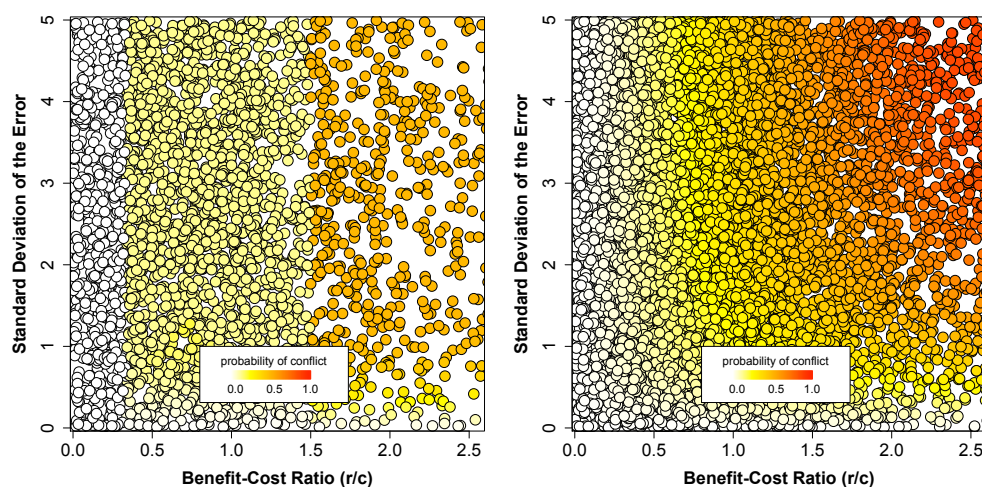 Standard Deviation of the Error
5
4
3
2
1
0
probability of conflict
0.0 0.5 1.0
0.0 0.5 1.0 1.5 2.0 2.5
Benefit-Cost Ratio (r/c)
Standard Deviation of the Error
5
4
3
2
1
0
probability of conflict
0.0 0.5 1.0
0.0 0.5 1.0 1.5 2.0 2.5
Benefit-Cost Ratio (r/c)